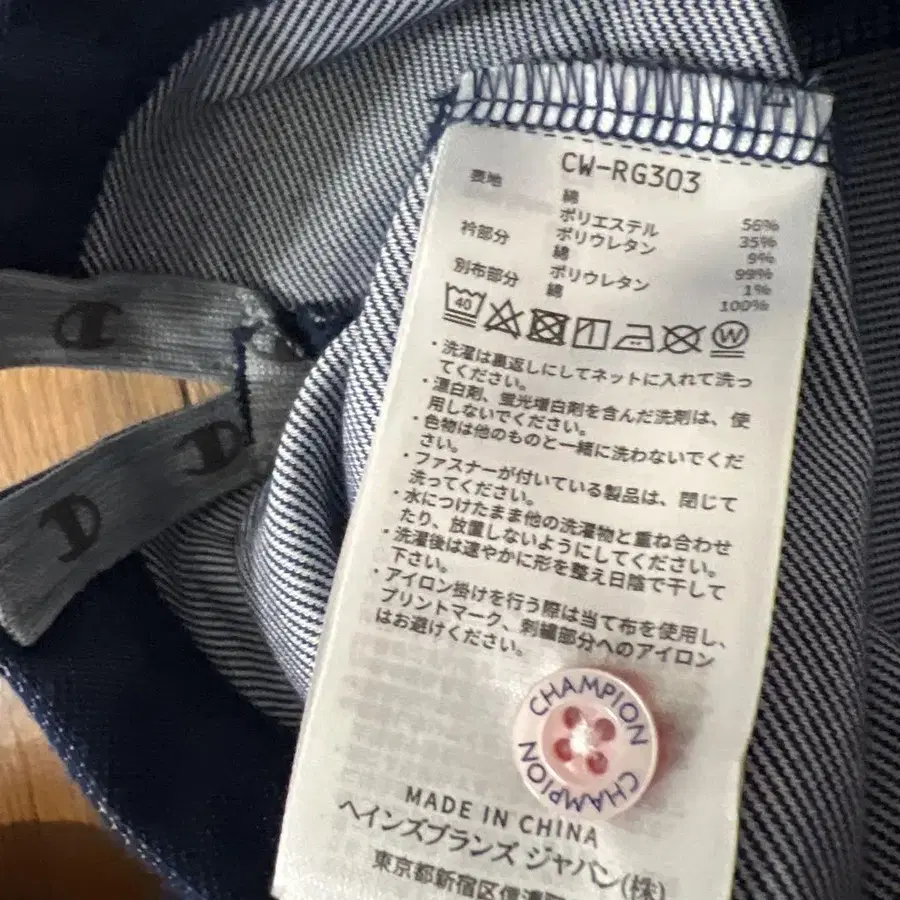 CW-RG303
表地 綿 56%
ポリエステル 35%
ポリウレタン 9%
衿部分 綿 99%
ポリウレタン 1%
別布部分 綿 100%
40
W
・洗濯は裏返しにしてネットに入れて洗っ
てください。
・漂白剤、蛍光増白剤を含んだ洗剤は、使
用しないでください。
・色物は他のものと一緒に洗わないでくだ
さい。
・ファスナーが付いている製品は、閉じて
洗ってください。
・水につけたまま他の洗濯物と重ね合わせ
たり、放置しないようにしてください。
・洗濯後は速やかに形を整え日陰で干して
下さい。
・アイロン掛けを行う際は当て布を使用し、
プリントマーク、刺繍部分へのアイロン
はお避けください。
CHAMPION
CHAMPION
MADE IN CHINA
ヘインズブランズ ジャパン(株)
東京都新宿区信濃